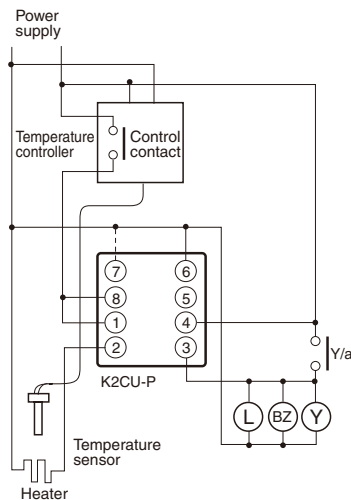 Power
supply
Temperature
controller
Control
contact
7
6
8
5
1
4
2
3
Y/a
K2CU-P
L
BZ
Y
Temperature
sensor
Heater